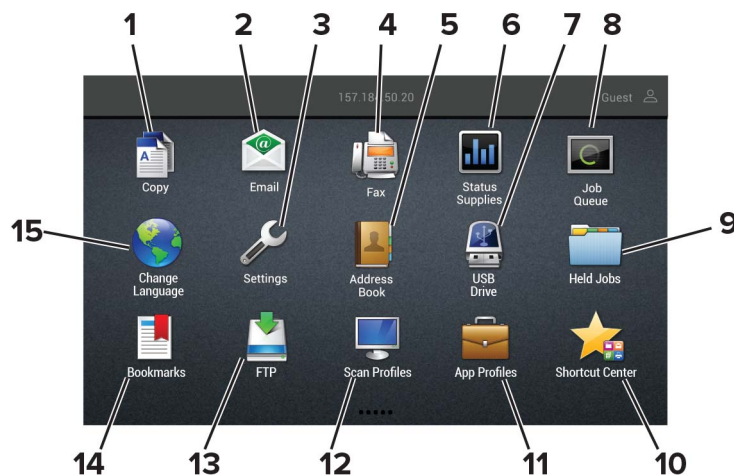 1 2 3 4 5 6 7 8
157.184.50.20 Guest
Copy Email Fax Status Supplies Job Queue
15 9
Change Language Settings Address Book USB Drive Held Jobs
Bookmarks FTP Scan Profiles App Profiles Shortcut Center
14 13 12 11 10